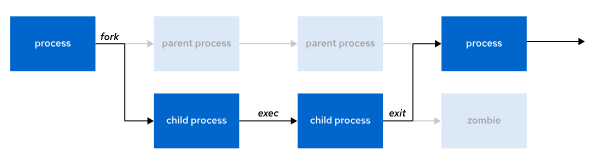 process
fork
parent process
parent process
process
child process
exec
child process
exit
zombie